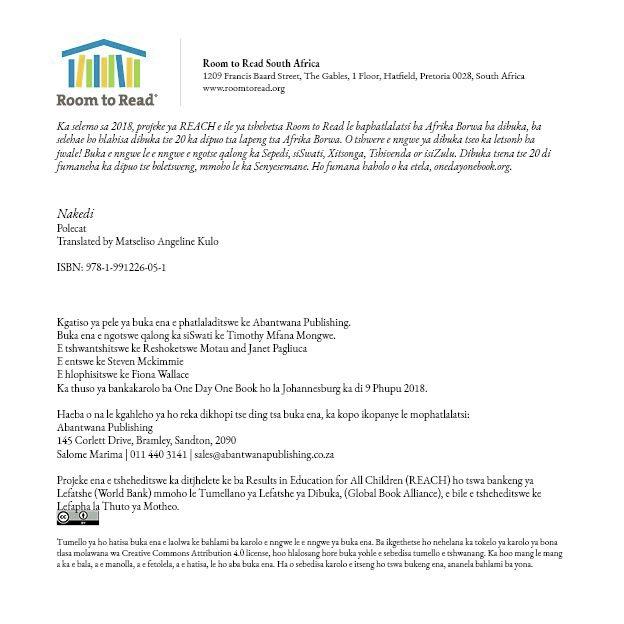 Room to Read®
Room to Read South Africa
1209 Francis Baard Street, The Gables, 1 Floor, Hatfield, Pretoria 0028, South Africa
www.roomtoread.org
Ka selemo sa 2018, projeke ya REACH e ile ya tshehetsa Room to Read le baphatlalatsi ba Afrika Borwa ba dibuka, ba
selehae ho hlahisa dibuka tse 20 ka dipuo tsa lapeng tsa Afrika Borwa. O tshwere e nngwe ya dibuka tseo ka letsonh ba
jwale! Buka e nngwe le e nngwe e ngotse qalong ka Sepedi, siSwati, Xitsonga, Tshivenda or isiZulu. Dibuka tsena tse 20 di
fumaneha ka dipuo tse boletsweng, mmoho le ka Senyesemane. Ho fumana haholo o ka etela, onedayonebook.org.
Nakedi
Polecat
Translated by Matseliso Angeline Kulo
ISBN: 978-1-991226-05-1
Kgatiso ya pele ya buka ena e phatlaladitswe ke Abantwana Publishing.
Buka ena e ngotswe qalong ka siSwati ke Timothy Mfana Mongwe.
E tshwantshitswe ke Reshoketswe Motau and Janet Pagliuca
E entswe ke Steven Mckimmie
E hlophisitswe ke Fiona Wallace
Ka thuso ya bankakarolo ba One Day One Book ho la Johannesburg ka di 9 Phupu 2018.
Haeba o na le kgahleho ya ho reka dikhopi tse ding tsa buka ena, ka kopo ikopanye le mophatlalatsi:
Abantwana Publishing
145 Corlett Drive, Bramley, Sandton, 2090
Salome Marima | 011 440 3141 | sales@abantwanapublishing.co.za
Projeke ena e tsheheditswe ka ditjhelete ke ba Results in Education for All Children (REACH) ho tswa bankeng ya
Lefatshe (World Bank) mmoho le Tumellano ya Lefatshe ya Dibuka, (Global Book Alliance), e bile e tsheheditswe ke
Lefapha la Thuto ya Motheo.
Tumello ya ho hatisa buka ena e laolwa ke bahlami ba karolo e nngwe le e nngwe ya buka ena. Ba ikgethetse ho nehelana ka tokelo ya karolo ya bona
tlasa molawana wa Creative Commons Attribution 4.0 license, hoo hlalosang hore buka yohle e sebedisa tumello e tshwanang. Ka hoo mang le mang
a ka e bala, a e manolla, a e fetolela, a e hatisa, le ho aba buka ena. Ha o sebedisa karolo e itseng ho tswa bukeng ena, ananela bahlami ba yona.